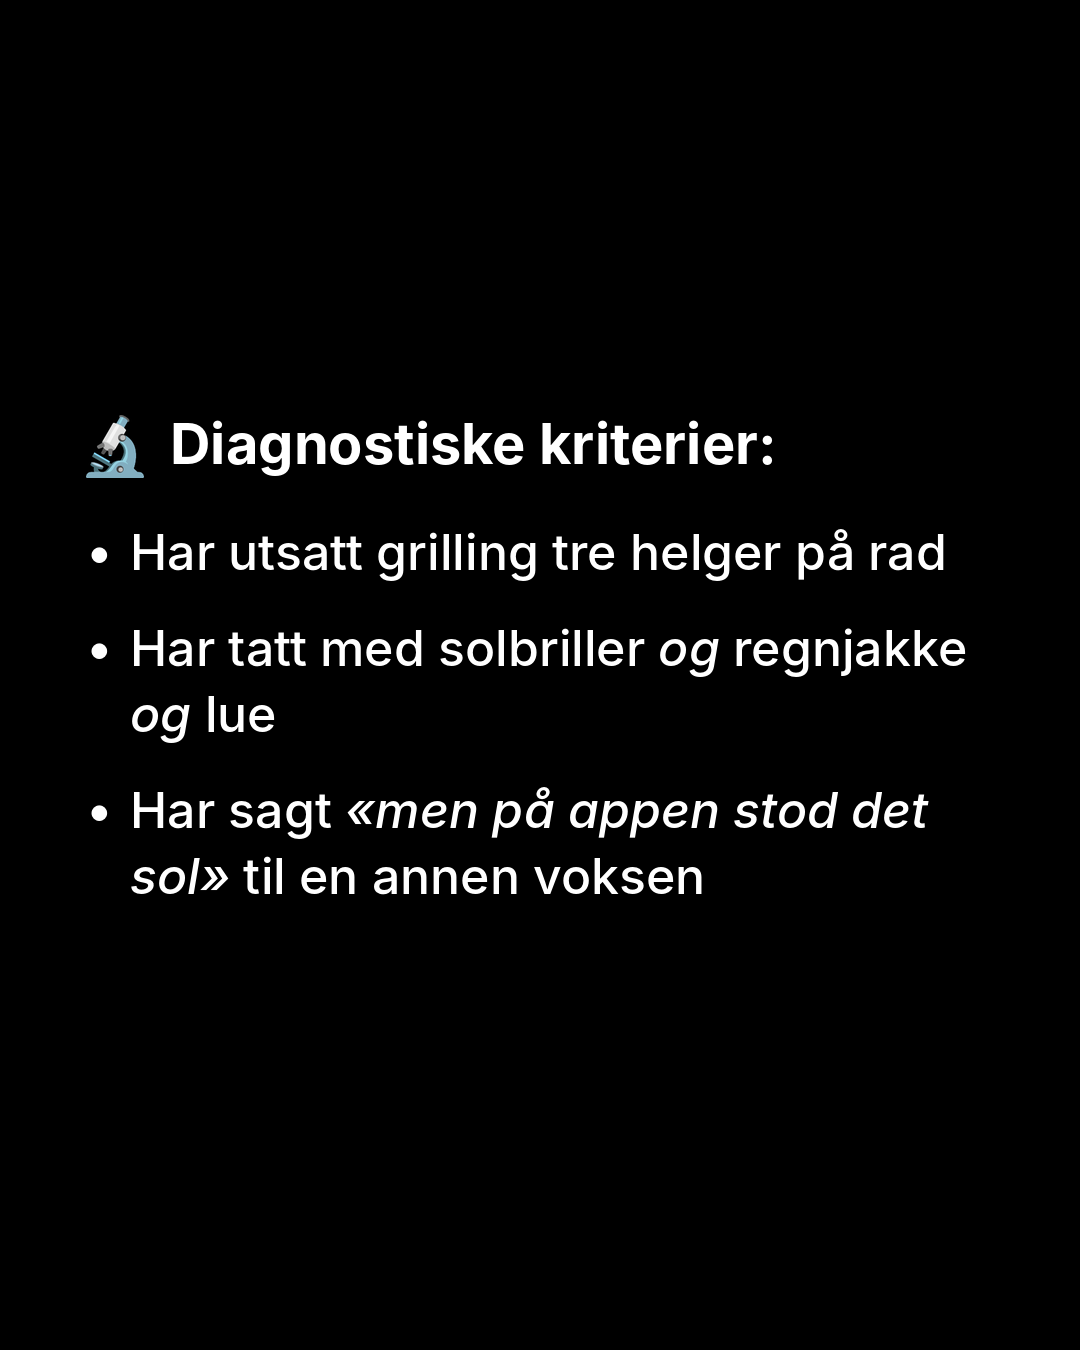 🔬 Diagnostiske kriterier:
• Har utsatt grilling tre helger på rad
• Har tatt med solbriller og regnjakke
og lue
• Har sagt «men på appen stod det
sol» til en annen voksen